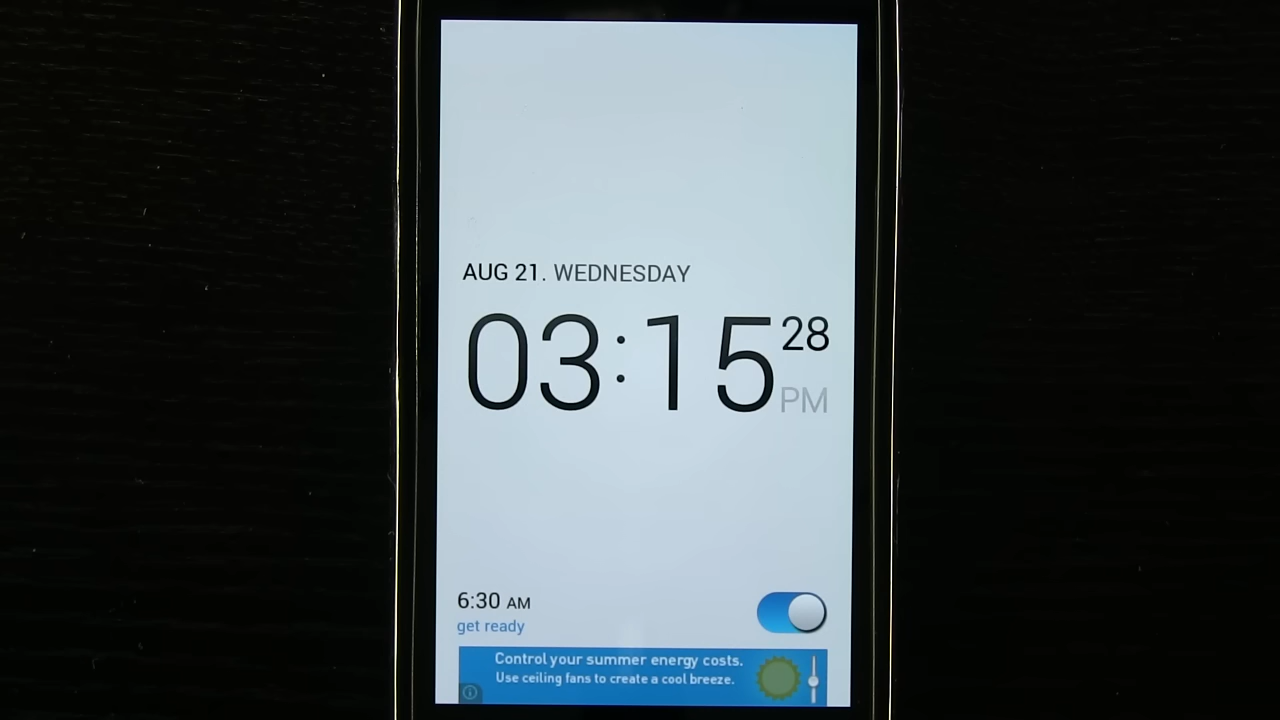 AUG 21. WEDNESDAY
03:15 28 PM
6:30 AM
get ready
Control your summer energy costs.
Use ceiling fans to create a cool breeze.